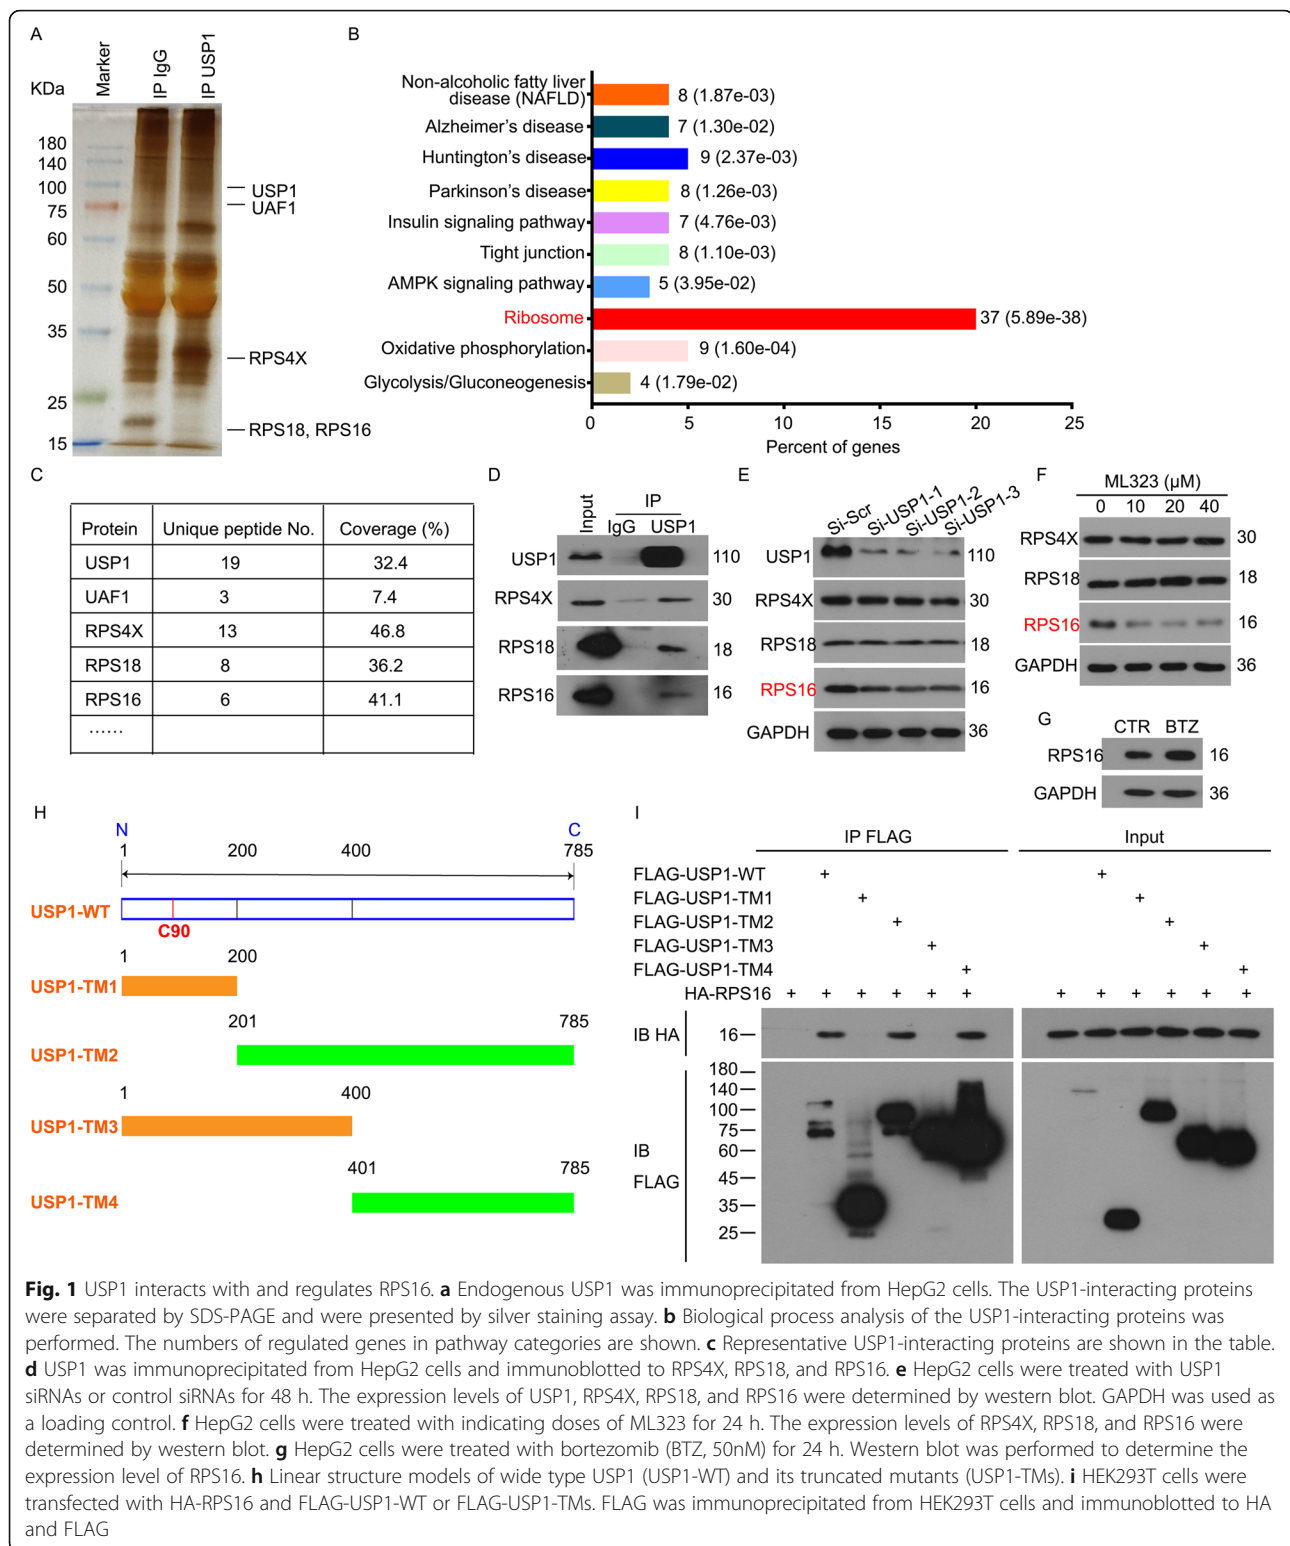 A
KDa
Marker
IP IgG
IP USP1
180
140
100
75
60
50
35
25
15
USP1
UAF1
RPS4X
RPS18, RPS16
B
Non-alcoholic fatty liver
disease (NAFLD)
8 (1.87e-03)
Alzheimer's disease
7 (1.30e-02)
Huntington's disease
9 (2.37e-03)
Parkinson's disease
8 (1.26e-03)
Insulin signaling pathway
7 (4.76e-03)
Tight junction
8 (1.10e-03)
AMPK signaling pathway
5 (3.95e-02)
Ribosome
37 (5.89e-38)
Oxidative phosphorylation
9 (1.60e-04)
Glycolysis/Gluconeogenesis
4 (1.79e-02)
0 5 10 15 20 25
Percent of genes
C
Protein Unique peptide No. Coverage (%)
USP1 19 32.4
UAF1 3 7.4
RPS4X 13 46.8
RPS18 8 36.2
RPS16 6 41.1
......
D
Input
IP
IgG USP1
USP1 110
RPS4X 30
RPS18 18
RPS16 16
E
Si-Scr
Si-USP1-1
Si-USP1-2
Si-USP1-3
USP1 110
RPS4X 30
RPS18 18
RPS16 16
GAPDH 36
F
ML323 (μM)
0 10 20 40
RPS4X 30
RPS18 18
RPS16 16
GAPDH 36
G
CTR BTZ
RPS16 16
GAPDH 36
H
N C
1 200 400 785
USP1-WT
C90
1 200
USP1-TM1
201 785
USP1-TM2
1 400
USP1-TM3
401 785
USP1-TM4
I
IP FLAG Input
FLAG-USP1-WT + +
FLAG-USP1-TM1 + +
FLAG-USP1-TM2 + +
FLAG-USP1-TM3 + +
FLAG-USP1-TM4 + +
HA-RPS16 + + + + + + + + + + + +
IB HA 16
180
140
100
75
60
45
35
25
IB
FLAG
Fig. 1 USP1 interacts with and regulates RPS16. a Endogenous USP1 was immunoprecipitated from HepG2 cells. The USP1-interacting proteins
were separated by SDS-PAGE and were presented by silver staining assay. b Biological process analysis of the USP1-interacting proteins was
performed. The numbers of regulated genes in pathway categories are shown. c Representative USP1-interacting proteins are shown in the table.
d USP1 was immunoprecipitated from HepG2 cells and immunoblotted to RPS4X, RPS18, and RPS16. e HepG2 cells were treated with USP1
siRNAs or control siRNAs for 48 h. The expression levels of USP1, RPS4X, RPS18, and RPS16 were determined by western blot. GAPDH was used as
a loading control. f HepG2 cells were treated with indicating doses of ML323 for 24 h. The expression levels of RPS4X, RPS18, and RPS16 were
determined by western blot. g HepG2 cells were treated with bortezomib (BTZ, 50nM) for 24 h. Western blot was performed to determine the
expression level of RPS16. h Linear structure models of wide type USP1 (USP1-WT) and its truncated mutants (USP1-TMs). i HEK293T cells were
transfected with HA-RPS16 and FLAG-USP1-WT or FLAG-USP1-TMs. FLAG was immunoprecipitated from HEK293T cells and immunoblotted to HA
and FLAG